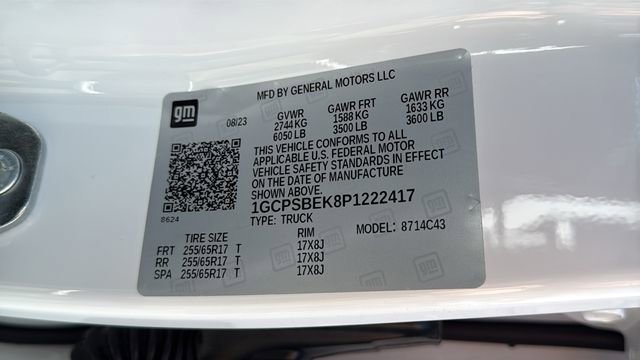 MFD BY GENERAL MOTORS LLC
gm
08/23 GVWR GAWR FRT GAWR RR
2744 KG 1588 KG 1633 KG
6050 LB 3500 LB 3600 LB
THIS VEHICLE CONFORMS TO ALL
APPLICABLE U.S. FEDERAL MOTOR
VEHICLE SAFETY STANDARDS IN EFFECT
ON THE DATE OF MANUFACTURE
SHOWN ABOVE.
1GCPSBEK8P1222417
8624
TYPE: TRUCK MODEL: 8714C43
TIRE SIZE RIM
FRT 255/65R17 T 17X8J
RR 255/65R17 T 17X8J
SPA 255/65R17 T 17X8J